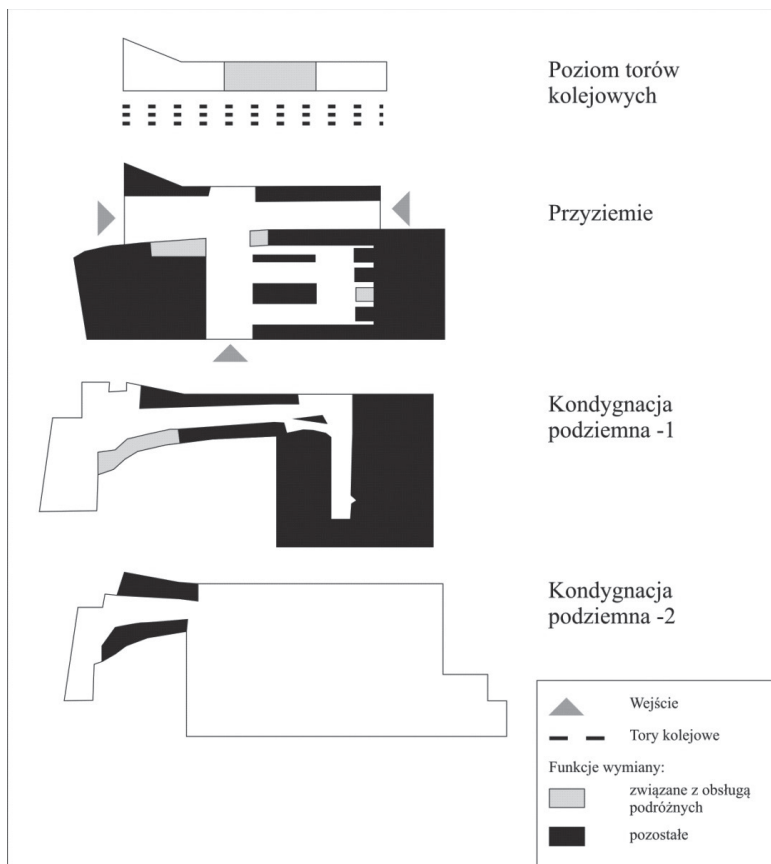 Poziom torów
kolejowych
Przyziemie
Kondygnacja
podziemna -1
Kondygnacja
podziemna -2
Wejście
Tory kolejowe
Funkcje wymiany:
związane z obsługą
podróżnych
pozostałe